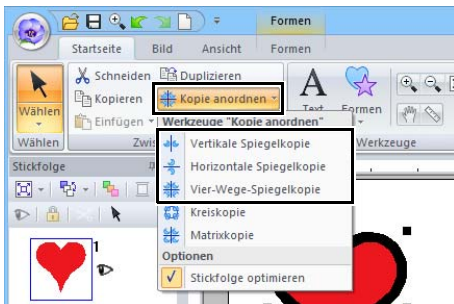 Formen
Startseite Bild Ansicht Formen
Schneiden Duplizieren
Kopieren Kopie anordnen
Wählen Einfügen Text Formen
Wählen Werkzeuge
Werkzeuge "Kopie anordnen"
Vertikale Spiegelkopie
Horizontale Spiegelkopie
Vier-Wege-Spiegelkopie
Kreiskopie
Matrixkopie
Optionen
Stickfolge optimieren
Stickfolge
1